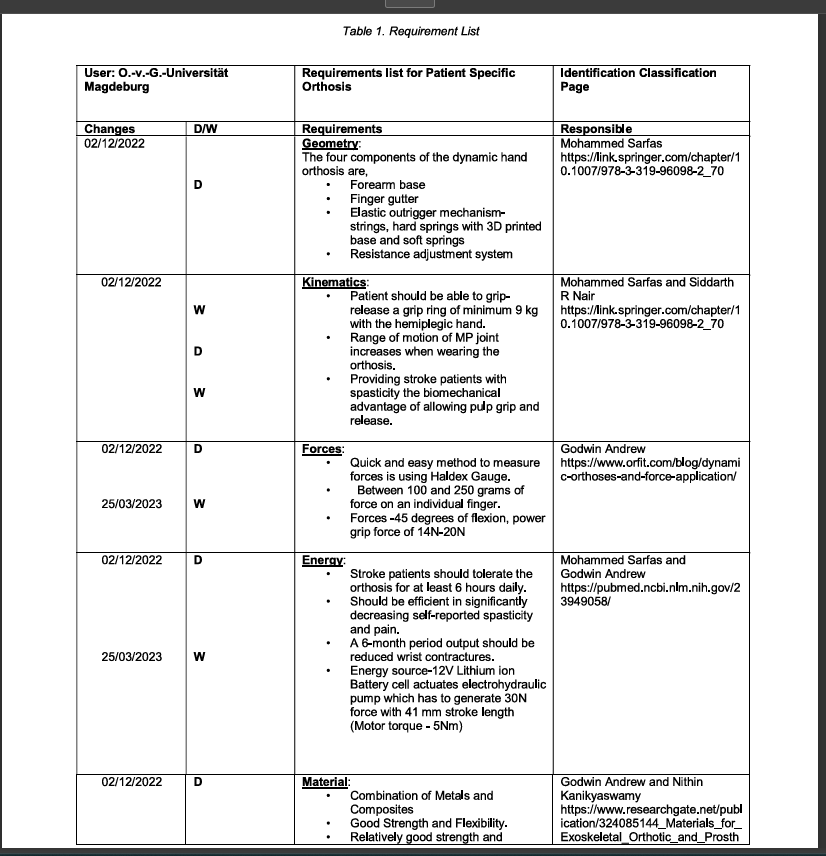 Table 1. Requirement List
User: O.-v.-G.-Universität
Magdeburg
Requirements list for Patient Specific
Orthosis
Identification Classification
Page
Changes
D/W
Requirements
Responsible
02/12/2022
D
Geometry:
The four components of the dynamic hand
orthosis are,
• Forearm base
• Finger gutter
• Elastic outrigger mechanism-
strings, hard springs with 3D printed
base and soft springs
• Resistance adjustment system
Mohammed Sarfas
https://link.springer.com/chapter/1
0.1007/978-3-319-96098-2_70
02/12/2022
W
D
W
Kinematics:
• Patient should be able to grip-
release a grip ring of minimum 9 kg
with the hemiplegic hand.
• Range of motion of MP joint
increases when wearing the
orthosis.
• Providing stroke patients with
spasticity the biomechanical
advantage of allowing pulp grip and
release.
Mohammed Sarfas and Siddarth
R Nair
https://link.springer.com/chapter/1
0.1007/978-3-319-96098-2_70
02/12/2022
D
25/03/2023
W
Forces:
• Quick and easy method to measure
forces is using Haldex Gauge.
• Between 100 and 250 grams of
force on an individual finger.
• Forces -45 degrees of flexion, power
grip force of 14N-20N
Godwin Andrew
https://www.orfit.com/blog/dynami
c-orthoses-and-force-application/
02/12/2022
D
25/03/2023
W
Energy:
• Stroke patients should tolerate the
orthosis for at least 6 hours daily.
• Should be efficient in significantly
decreasing self-reported spasticity
and pain.
• A 6-month period output should be
reduced wrist contractures.
• Energy source-12V Lithium ion
Battery cell actuates electrohydraulic
pump which has to generate 30N
force with 41 mm stroke length
(Motor torque - 5Nm)
Mohammed Sarfas and
Godwin Andrew
https://pubmed.ncbi.nlm.nih.gov/2
3949058/
02/12/2022
D
Material:
• Combination of Metals and
Composites
• Good Strength and Flexibility.
• Relatively good strength and
Godwin Andrew and Nithin
Kanikyaswamy
https://www.researchgate.net/publ
ication/324085144_Materials_for_
Exoskeletal_Orthotic_and_Prosth